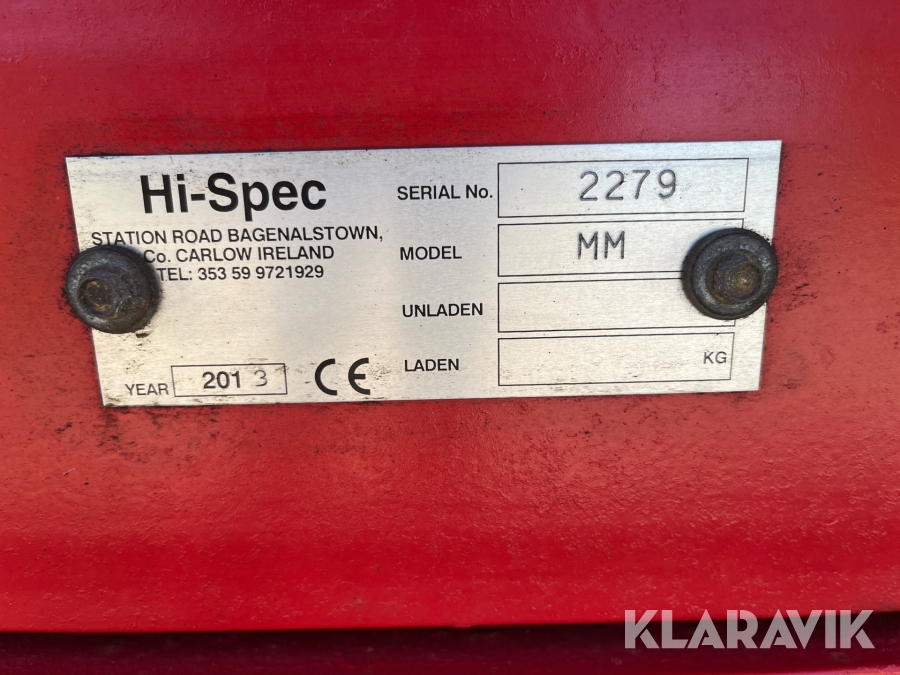 Hi-Spec
STATION ROAD BAGENALSTOWN,
Co. CARLOW IRELAND
TEL: 353 59 9721929
YEAR 2013
CE
SERIAL No. 2279
MODEL MM
UNLADEN
LADEN KG
KLARAVIK